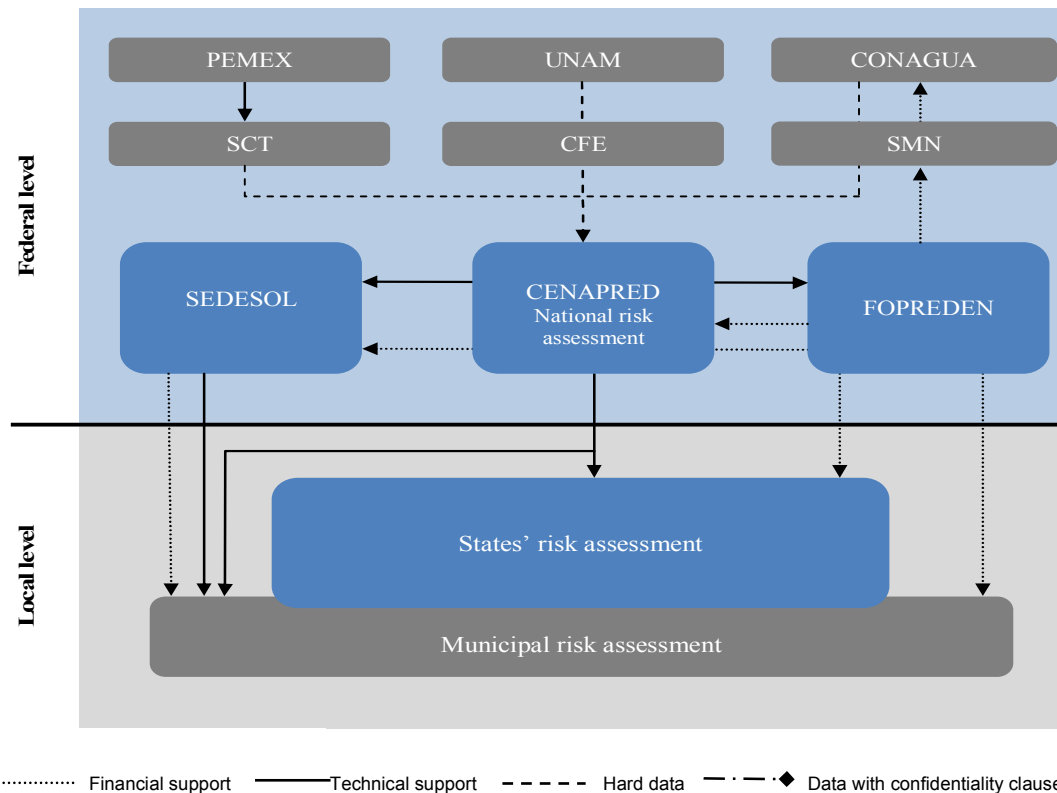 PEMEX
UNAM
CONAGUA
SCT
CFE
SMN
Federal level
SEDESOL
CENAPRED
National risk
assessment
FOPREDEN
Local level
States’ risk assessment
Municipal risk assessment
Financial support
Technical support
Hard data
Data with confidentiality clause